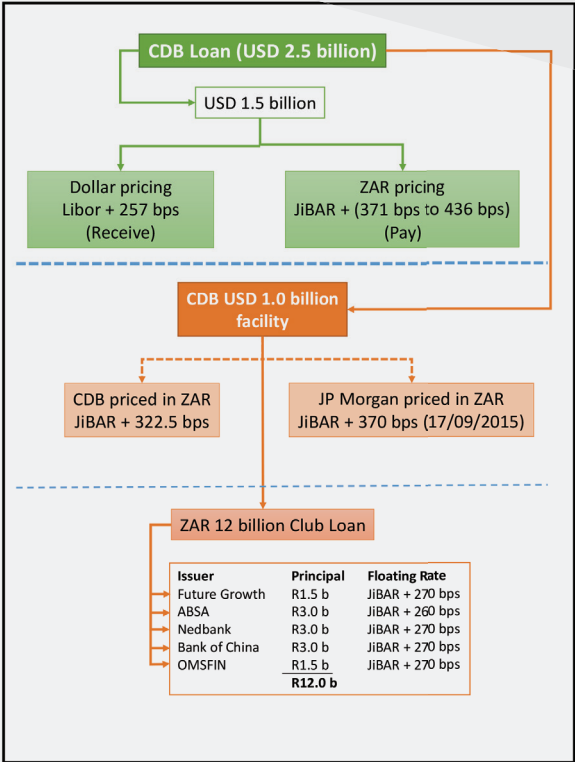 CDB Loan (USD 2.5 billion)
USD 1.5 billion
Dollar pricing
Libor + 257 bps
(Receive)
ZAR pricing
JiBAR + (371 bps to 436 bps)
(Pay)
CDB USD 1.0 billion
facility
CDB priced in ZAR
JiBAR + 322.5 bps
JP Morgan priced in ZAR
JiBAR + 370 bps (17/09/2015)
ZAR 12 billion Club Loan
Issuer Principal Floating Rate
Future Growth R1.5 b JiBAR + 270 bps
ABSA R3.0 b JiBAR + 260 bps
Nedbank R3.0 b JiBAR + 270 bps
Bank of China R3.0 b JiBAR + 270 bps
OMSFIN R1.5 b JiBAR + 270 bps
R12.0 b